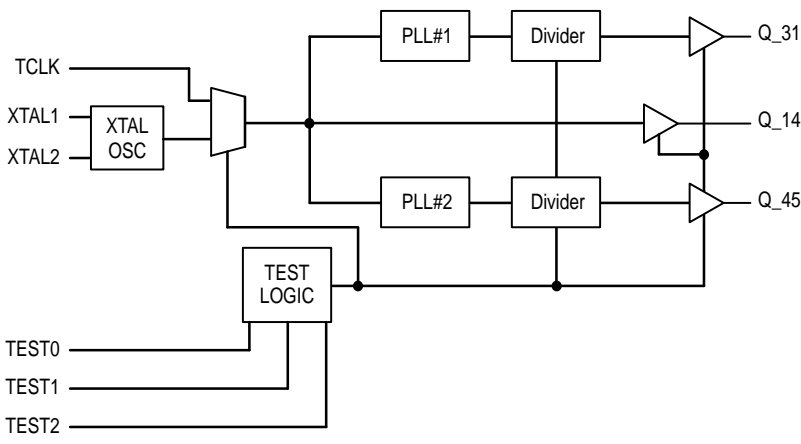 PLL#1
Divider
Q_31
TCLK
XTAL1
XTAL
OSC
XTAL2
Q_14
PLL#2
Divider
Q_45
TEST
LOGIC
TEST0
TEST1
TEST2